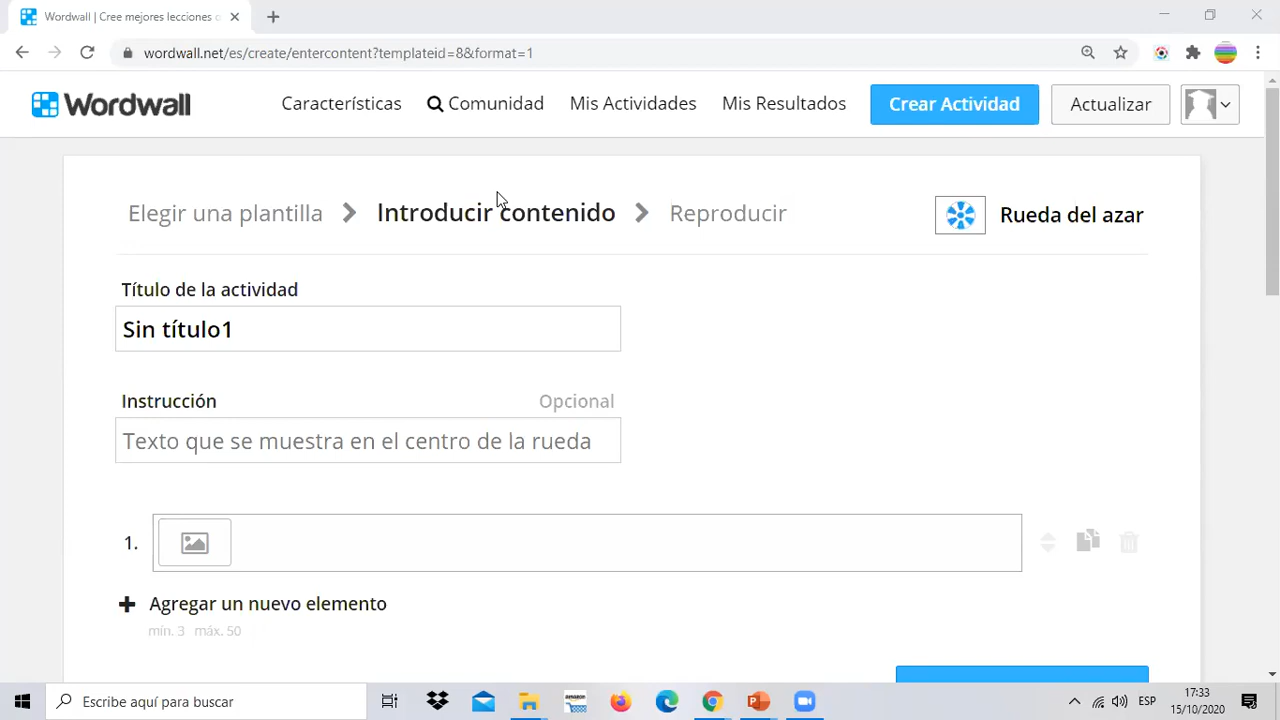 Wordwall | Cree mejores lecciones
wordwall.net/es/create/entercontent?templateid=8&format=1
Wordwall
Características
Comunidad
Mis Actividades
Mis Resultados
Crear Actividad
Actualizar
Elegir una plantilla
Introducir contenido
Reproducir
Rueda del azar
Título de la actividad
Sin título1
Instrucción
Opcional
Texto que se muestra en el centro de la rueda
1.
Agregar un nuevo elemento
mín. 3 máx. 50
Escribe aquí para buscar
amazon
ESP
17:33
15/10/2020